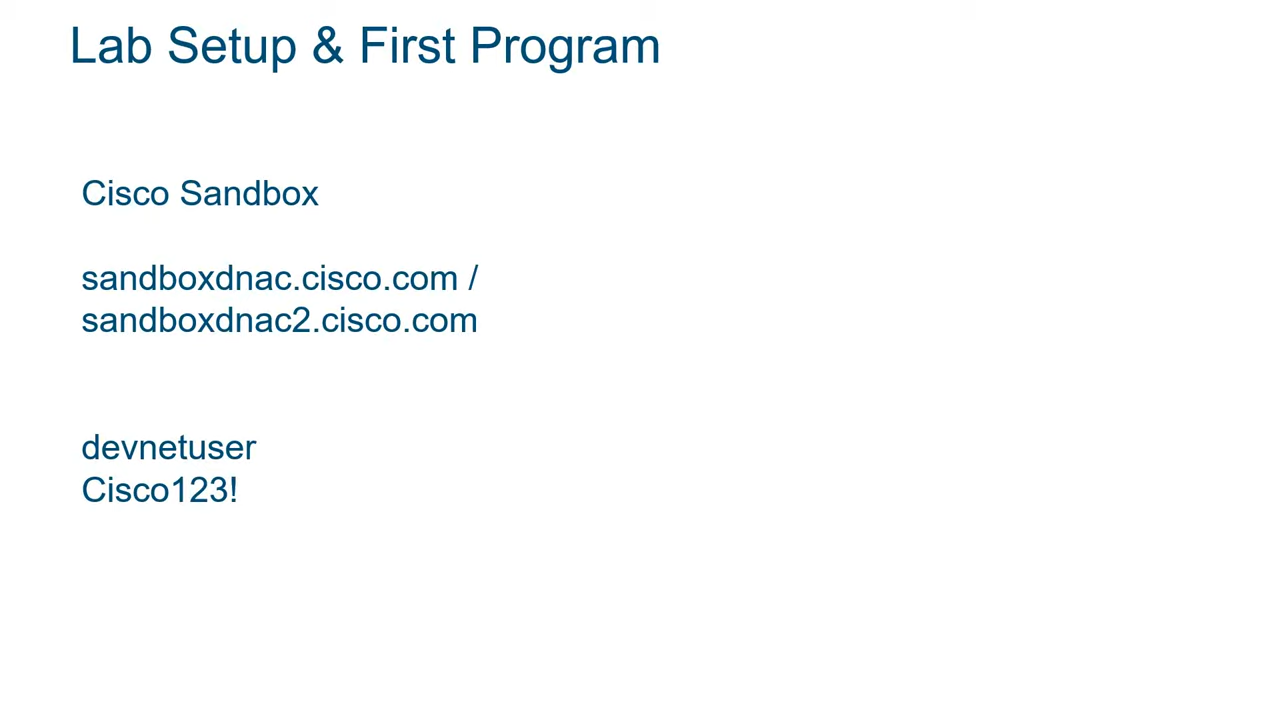 Lab Setup & First Program
Cisco Sandbox
sandboxdnac.cisco.com /
sandboxdnac2.cisco.com
devnetuser
Cisco123!